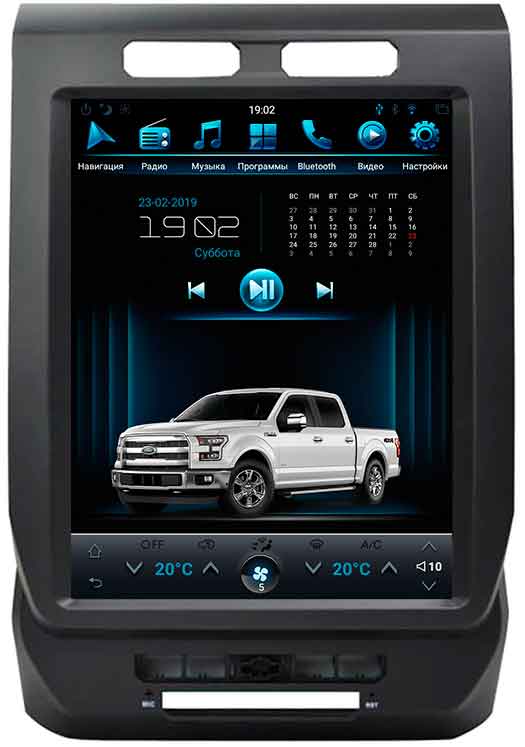 19:02
Навигация Радио Музыка Программы Bluetooth Видео Настройки
23-02-2019
19 02
Суббота
ВС ПН ВТ СР ЧТ ПТ СБ
27 28 29 30 31 1 2
3 4 5 6 7 8 9
10 11 12 13 14 15 16
17 18 19 20 21 22 23
24 25 26 27 28 1 2
3 4 5 6 7 8 9
OFF A/C
20°C 5 20°C 10
MIC RST